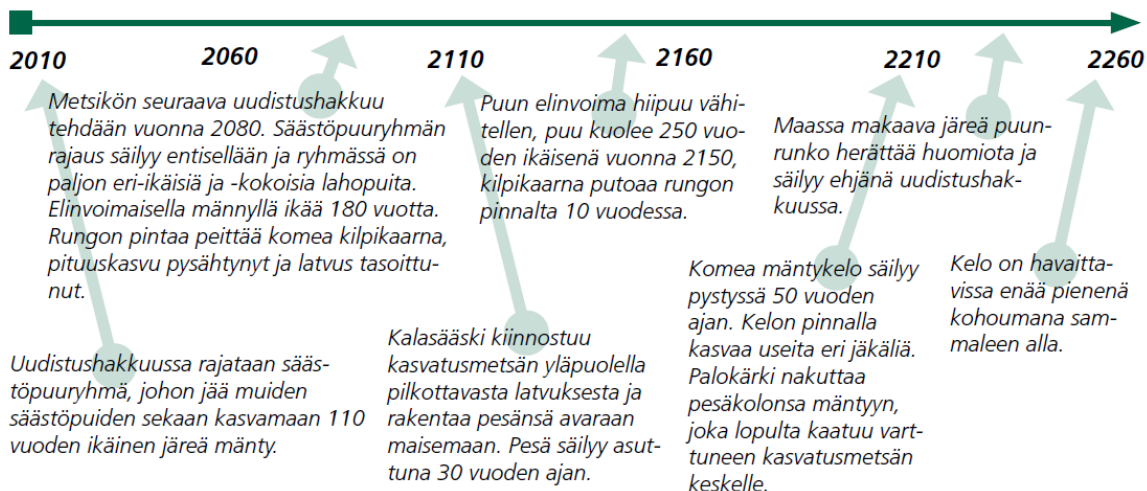 2010 2060 2110 2160 2210 2260
Metsikön seuraava uudistushakkuu
tehdään vuonna 2080. Säästöpuuryhmän
rajaus säilyy entisellään ja ryhmässä on
paljon eri-ikäisiä ja -kokoisia lahopuita.
Elinvoimaisella männyllä ikää 180 vuotta.
Rungon pintaa peittää komea kilpikaarna,
pituuskasvu pysähtynyt ja latvus tasoittu-
nut.
Puun elinvoima hiipuu vähi-
tellen, puu kuolee 250 vuo-
den ikäisenä vuonna 2150,
kilpikaarna putoaa rungon
pinnalta 10 vuodessa.
Maassa makaava järeä puun-
runko herättää huomiota ja
säilyy ehjänä uudistushak-
kuussa.
Uudistushakkuussa rajataan sääs-
töpuuryhmä, johon jää muiden
säästöpuiden sekaan kasvamaan 110
vuoden ikäinen järeä mänty.
Kalasääski kiinnostuu
kasvatusmetsän yläpuolella
pilkottavasta latvuksesta ja
rakentaa pesänsä avaraan
maisemaan. Pesä säilyy asut-
tuna 30 vuoden ajan.
Komea mäntykelo säilyy
pystyssä 50 vuoden
ajan. Kelon pinnalla
kasvaa useita eri jäkäliä.
Palokärki nakuttaa
pesäkolonsa mäntyyn,
joka lopulta kaatuu vart-
tuneen kasvatusmetsän
keskelle.
Kelo on havaitta-
vissa enää pienenä
kohoumana sam-
maleen alla.